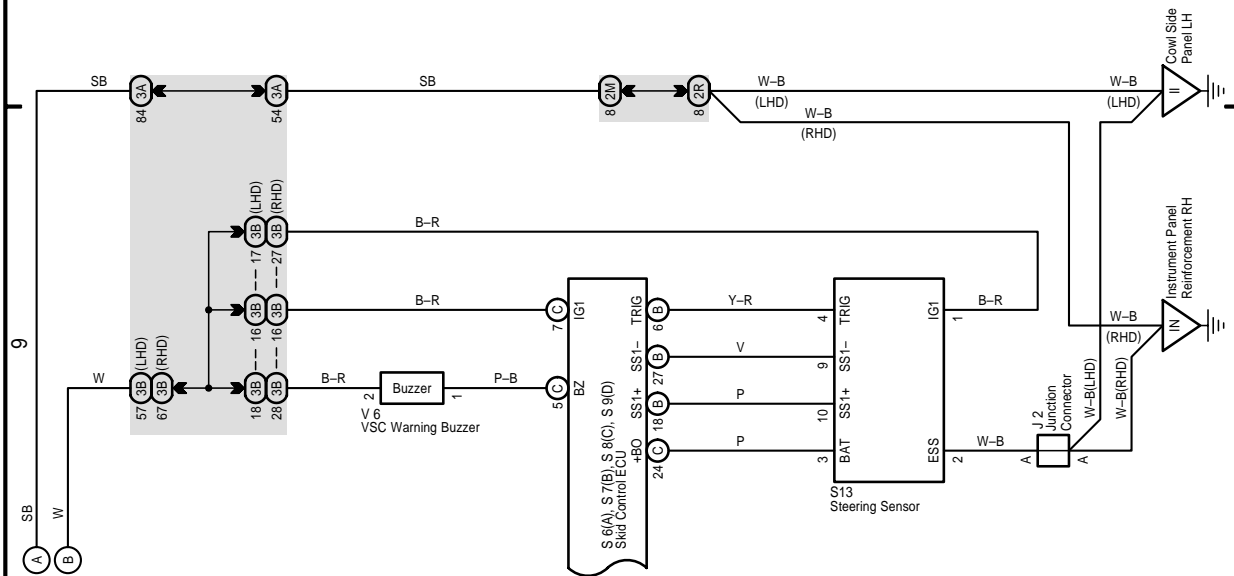 SB
84
3A
3A
54
SB
8
2M
2R
8
W–B
(LHD)
W–B
(RHD)
W–B
(LHD)
II
Cowl Side
Panel LH
9
W
57
3B
(LHD)
67
3B
(RHD)
17
3B
(LHD)
27
3B
(RHD)
B–R
16
3B
16
3B
B–R
7
C
IG1
18
3B
28
3B
B–R
2
Buzzer
1
V 6
VSC Warning Buzzer
P–B
5
C
BZ
S 6(A), S 7(B), S 8(C), S 9(D)
Skid Control ECU
TRIG
6
B
Y–R
4
TRIG
SS1–
27
B
V
9
SS1–
SS1+
18
B
P
10
SS1+
+BO
24
C
P
3
BAT
IG1
1
B–R
ESS
2
W–B
S13
Steering Sensor
A
A
J 2
Junction
Connector
W–B(LHD)
W–B(RHD)
W–B
(RHD)
IN
Instrument Panel
Reinforcement RH
SB
A
W
B